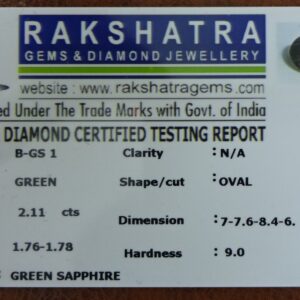 RAKSHATRA
GEMS & DIAMOND JEWELLERY
website : www.rakshatragems.com
ed Under The Trade Marks with Govt. of India
DIAMOND CERTIFIED TESTING REPORT
B-GS 1 Clarity : N/A
GREEN Shape/cut : OVAL
2.11 cts Dimension :7-7.6-8.4-6.
1.76-1.78 Hardness : 9.0
: GREEN SAPPHIRE